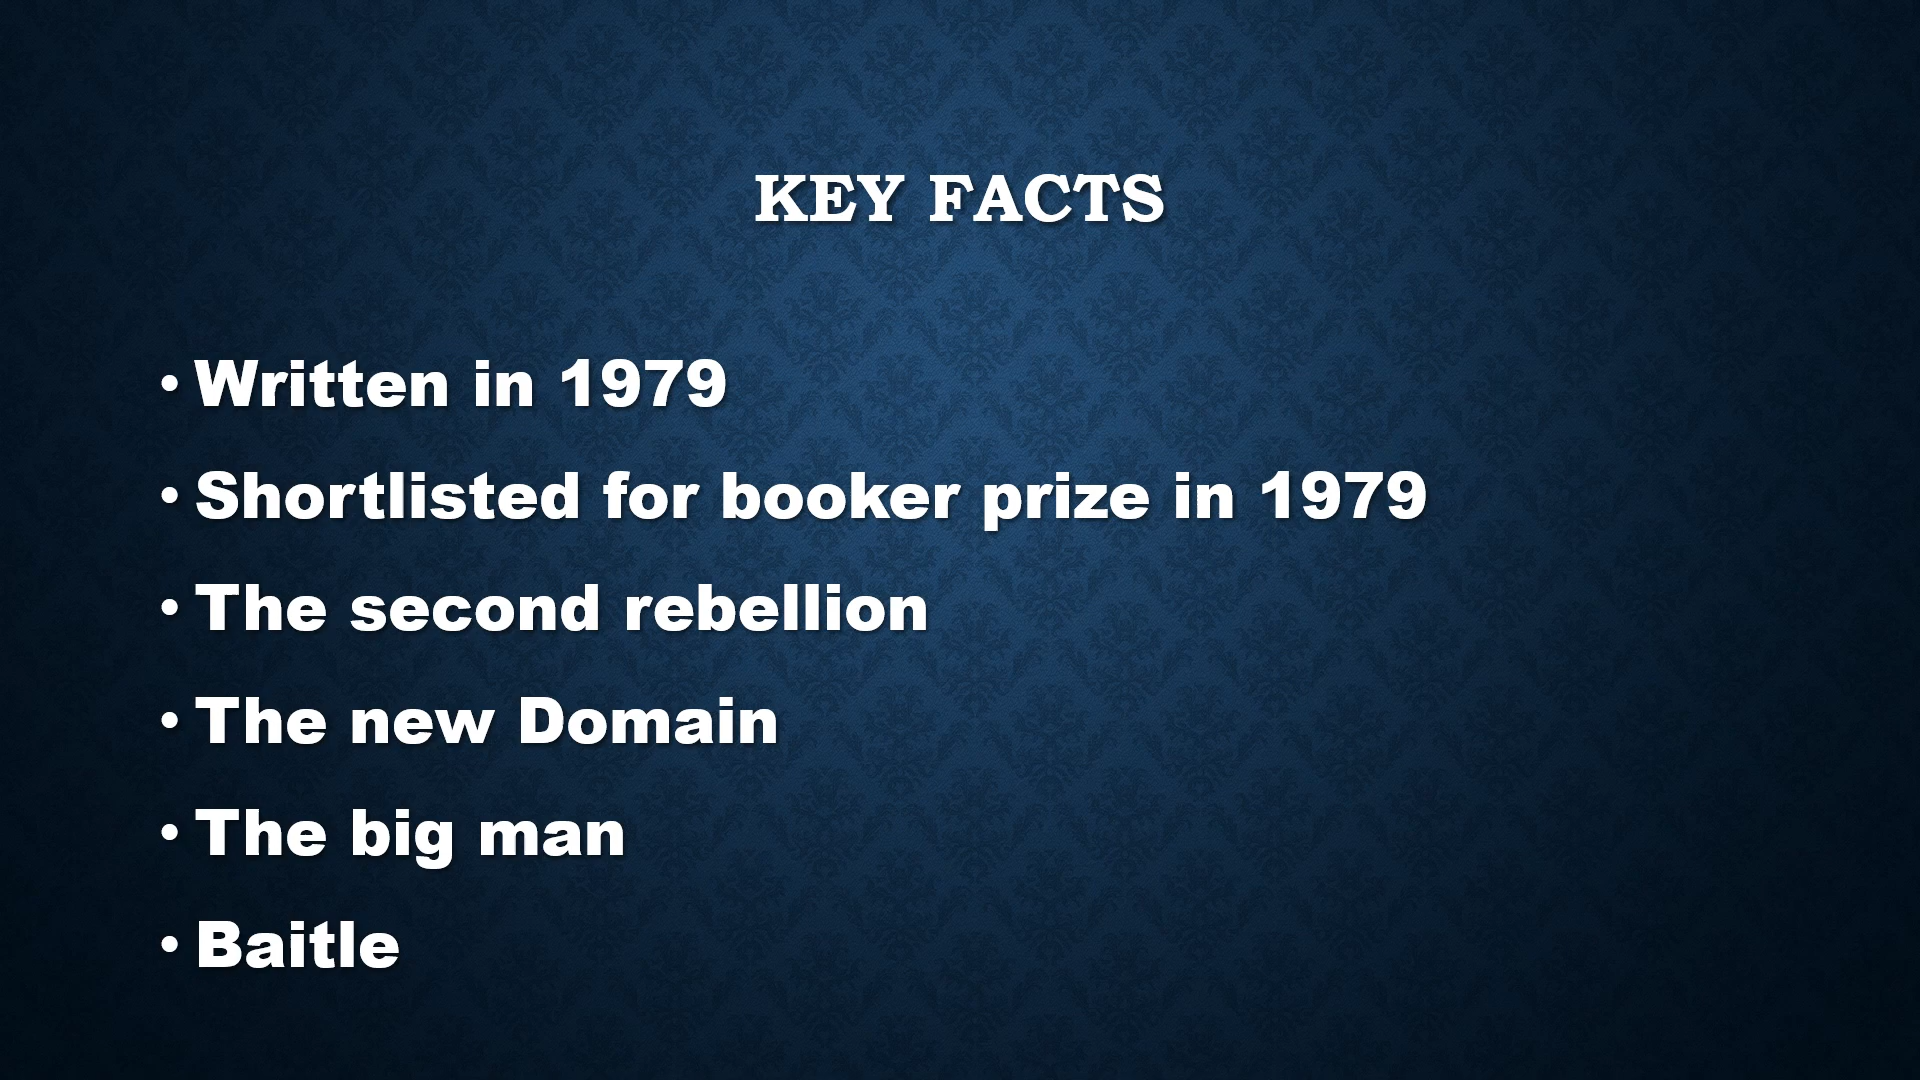 KEY FACTS
• Written in 1979
• Shortlisted for booker prize in 1979
• The second rebellion
• The new Domain
• The big man
• Baitle